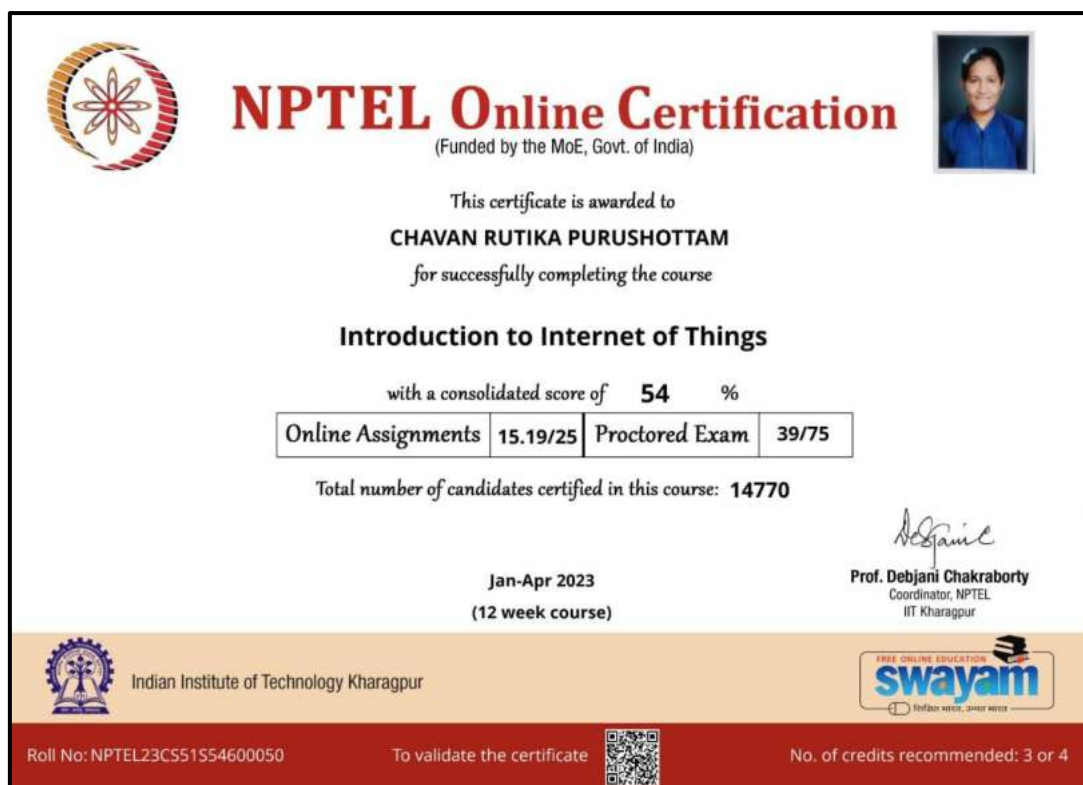 NPTEL Online Certification
(Funded by the MoE, Govt. of India)
This certificate is awarded to
CHAVAN RUTIKA PURUSHOTTAM
for successfully completing the course
Introduction to Internet of Things
with a consolidated score of 54 %
Online Assignments 15.19/25 Proctored Exam 39/75
Total number of candidates certified in this course: 14770
Jan-Apr 2023
(12 week course)
Prof. Debjani Chakraborty
Coordinator, NPTEL
IIT Kharagpur
Indian Institute of Technology Kharagpur
FREE ONLINE EDUCATION
swayam
शिक्षित भारत, उन्नत भारत
Roll No: NPTEL23CS51S54600050 To validate the certificate No. of credits recommended: 3 or 4